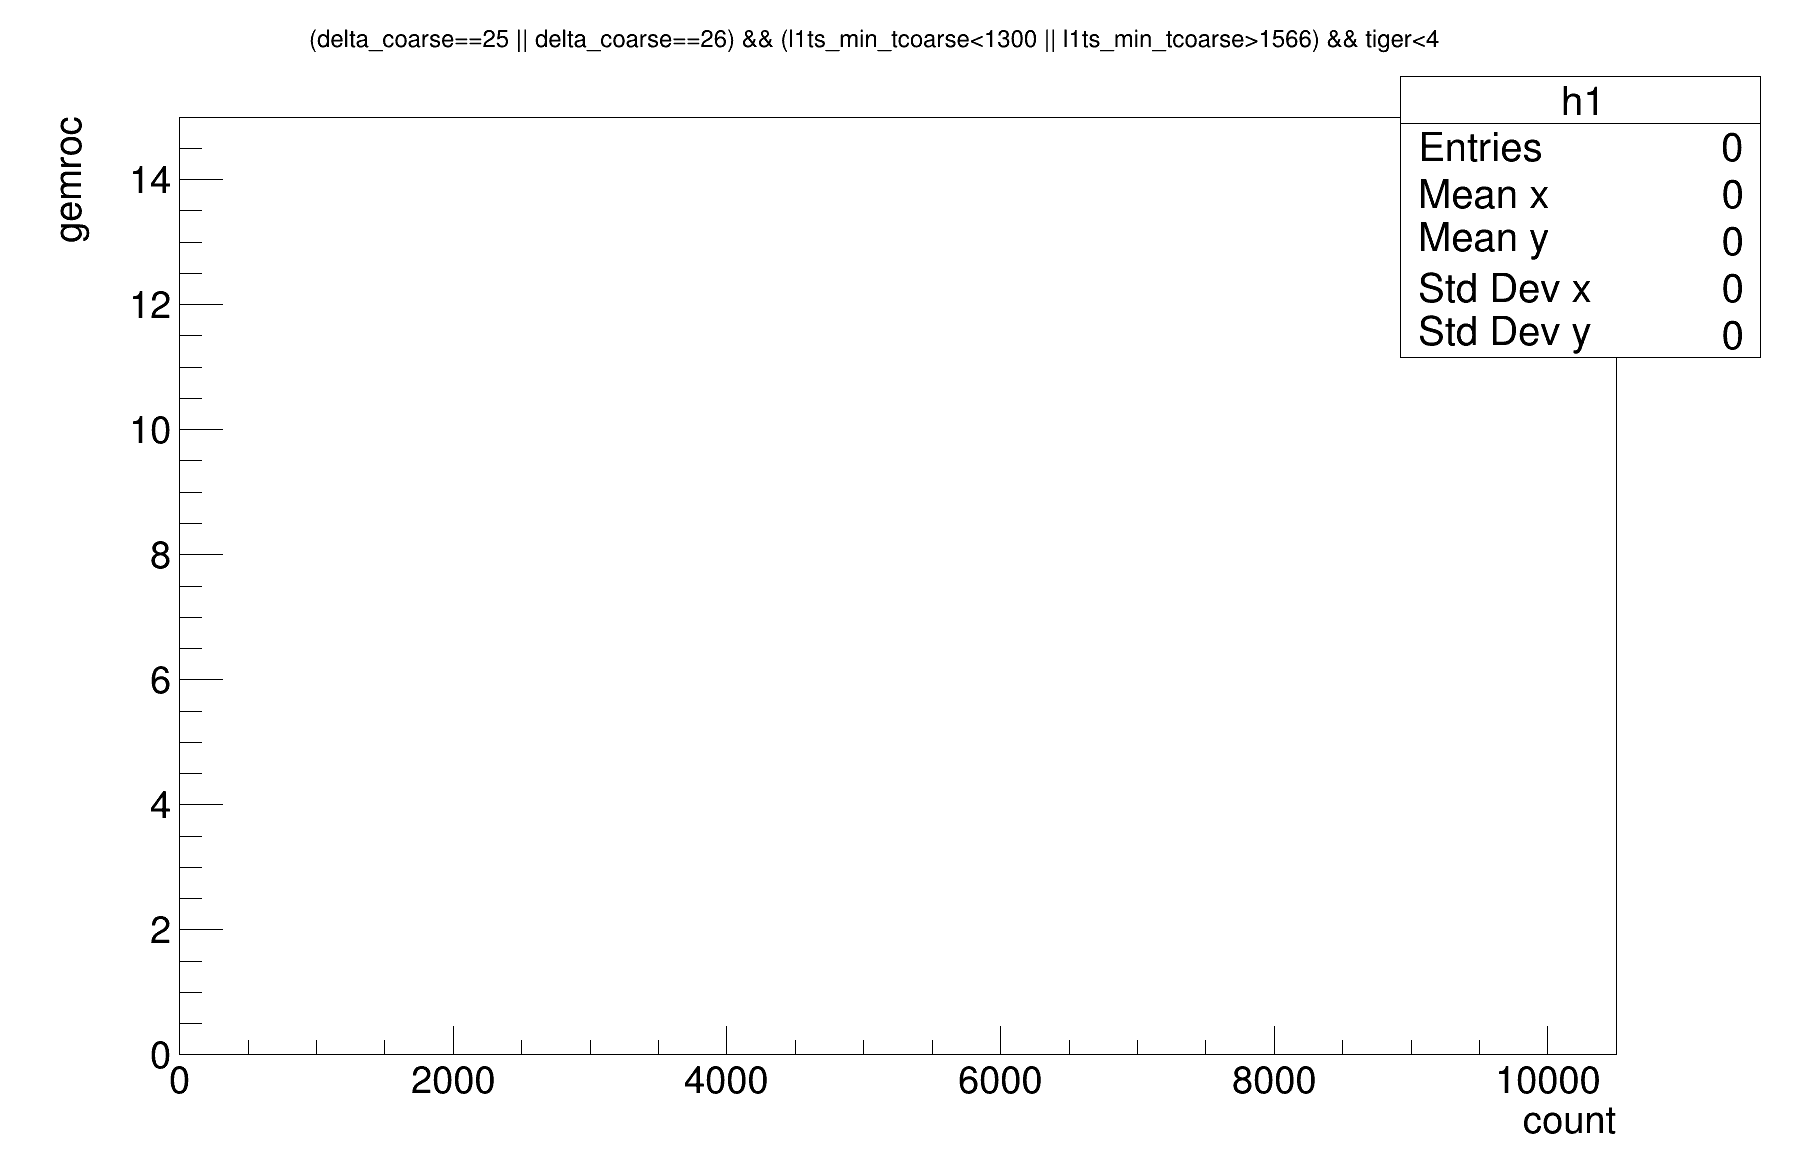 (delta_coarse==25 || delta_coarse==26) && (l1ts_min_tcoarse<1300 || l1ts_min_tcoarse>1566) && tiger<4
h1
Entries 0
Mean x 0
Mean y 0
Std Dev x 0
Std Dev y 0
gemroc
14
12
10
8
6
4
2
0
0 2000 4000 6000 8000 10000
count